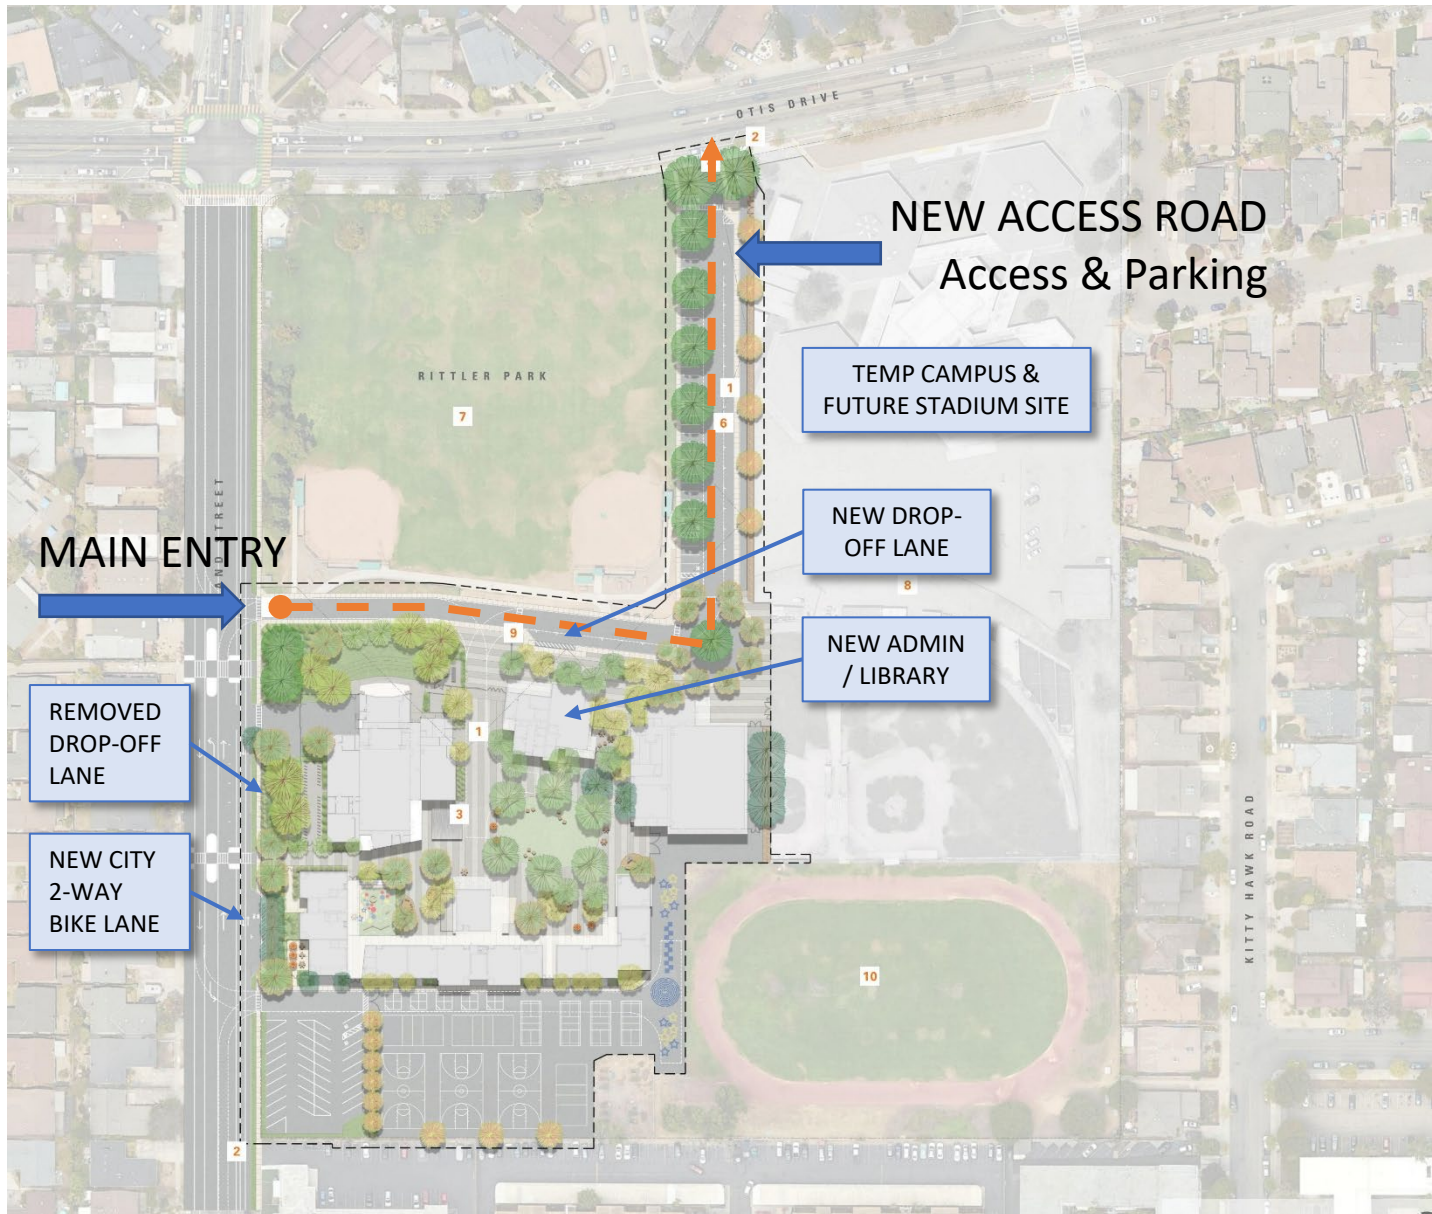 OTIS DRIVE
2
NEW ACCESS ROAD
Access & Parking
TEMP CAMPUS &
FUTURE STADIUM SITE
RITTLER PARK
1
7
6
AND STREET
NEW DROP-
OFF LANE
MAIN ENTRY
8
9
NEW ADMIN
/ LIBRARY
REMOVED
DROP-OFF
LANE
1
3
NEW CITY
2-WAY
BIKE LANE
KITTY HAWK ROAD
10
2